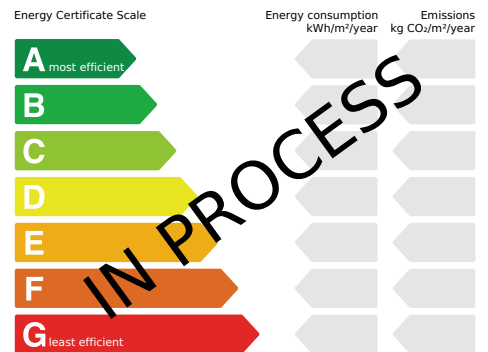 Energy Certificate Scale
Energy consumption
kWh/m²/year
Emissions
kg CO₂/m²/year
A most efficient
B
C
D
E
F
G least efficient
IN PROCESS